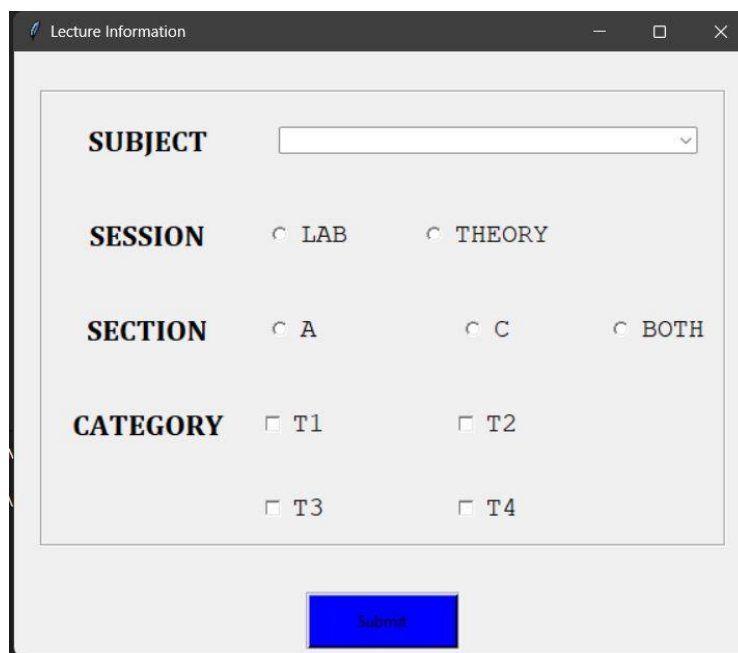 Lecture Information
SUBJECT
SESSION LAB THEORY
SECTION A C BOTH
CATEGORY T1 T2
T3 T4
Submit